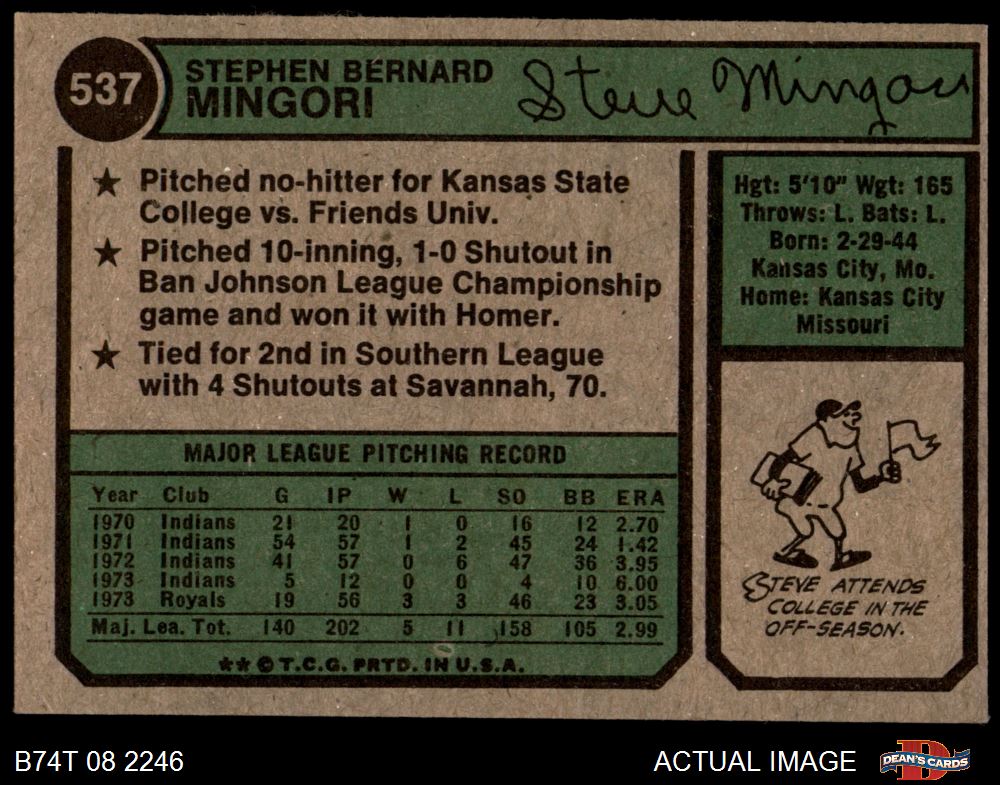 537
STEPHEN BERNARD
MINGORI
Steve Mingori
★ Pitched no-hitter for Kansas State
College vs. Friends Univ.
★ Pitched 10-inning, 1-0 Shutout in
Ban Johnson League Championship
game and won it with Homer.
★ Tied for 2nd in Southern League
with 4 Shutouts at Savannah, 70.
Hgt: 5'10" Wgt: 165
Throws: L. Bats: L.
Born: 2-29-44
Kansas City, Mo.
Home: Kansas City
Missouri
MAJOR LEAGUE PITCHING RECORD
Year Club G IP W L SO BB ERA
1970 Indians 21 20 1 0 16 12 2.70
1971 Indians 54 57 1 2 45 24 1.42
1972 Indians 41 57 0 6 47 36 3.95
1973 Indians 5 12 0 0 4 10 6.00
1973 Royals 19 56 3 3 46 23 3.05
Maj. Lea. Tot. 140 202 5 11 158 105 2.99
★★ © T.C.G. PRTD. IN U.S.A.
STEVE ATTENDS
COLLEGE IN THE
OFF-SEASON.
B74T 08 2246
ACTUAL IMAGE
DEAN'S CARDS